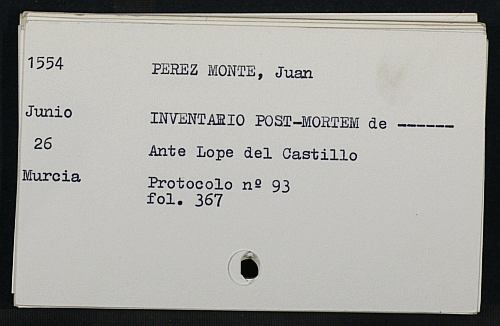 1554 PEREZ MONTE, Juan
Junio INVENTARIO POST-MORTEM de ------
26 Ante Lope del Castillo
Murcia Protocolo nº 93
fol. 367